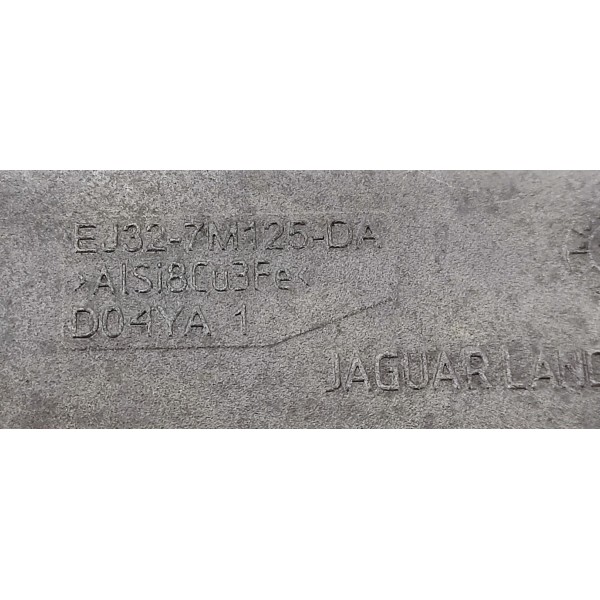 EJ32-7M125-DA
>AlSi8Cu3Fe<
D04YA 1
JAGUAR LAND